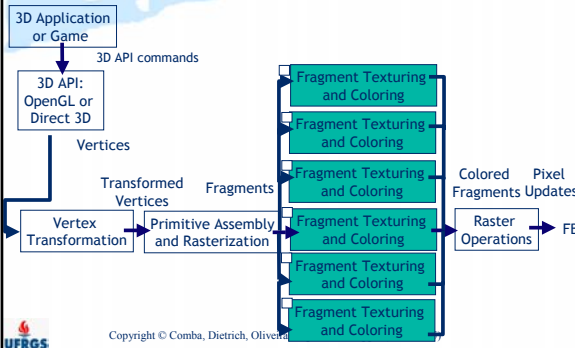 3D Application
or Game
3D API commands
3D API:
OpenGL or
Direct 3D
Vertices
Transformed
Vertices
Fragments
Vertex
Transformation
Primitive Assembly
and Rasterization
Fragment Texturing
and Coloring
Fragment Texturing
and Coloring
Fragment Texturing
and Coloring
Fragment Texturing
and Coloring
Fragment Texturing
and Coloring
Fragment Texturing
and Coloring
Colored
Fragments
Pixel
Updates
Raster
Operations
UFRGS
Copyright © Comba, Dietrich,